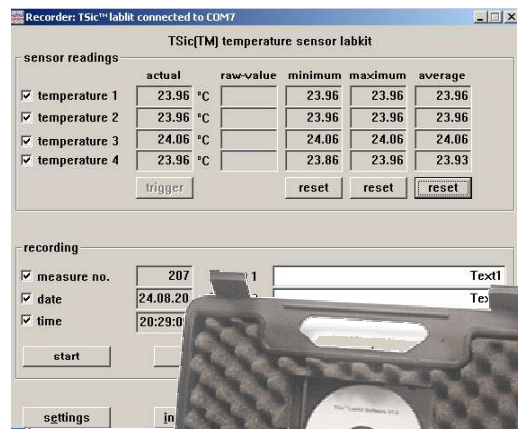 Recorder: TSic™ lablit connected to COM7
TSic(TM) temperature sensor labkit
sensor readings
actual raw-value minimum maximum average
temperature 1 23.96 °C 23.96 23.96 23.96
temperature 2 23.96 °C 23.96 23.96 23.96
temperature 3 24.06 °C 24.06 24.06 24.06
temperature 4 23.96 °C 23.86 23.96 23.93
trigger reset reset reset
recording
measure no. 207 1 Text1
date 24.08.20
time 20:29:0
start
settings